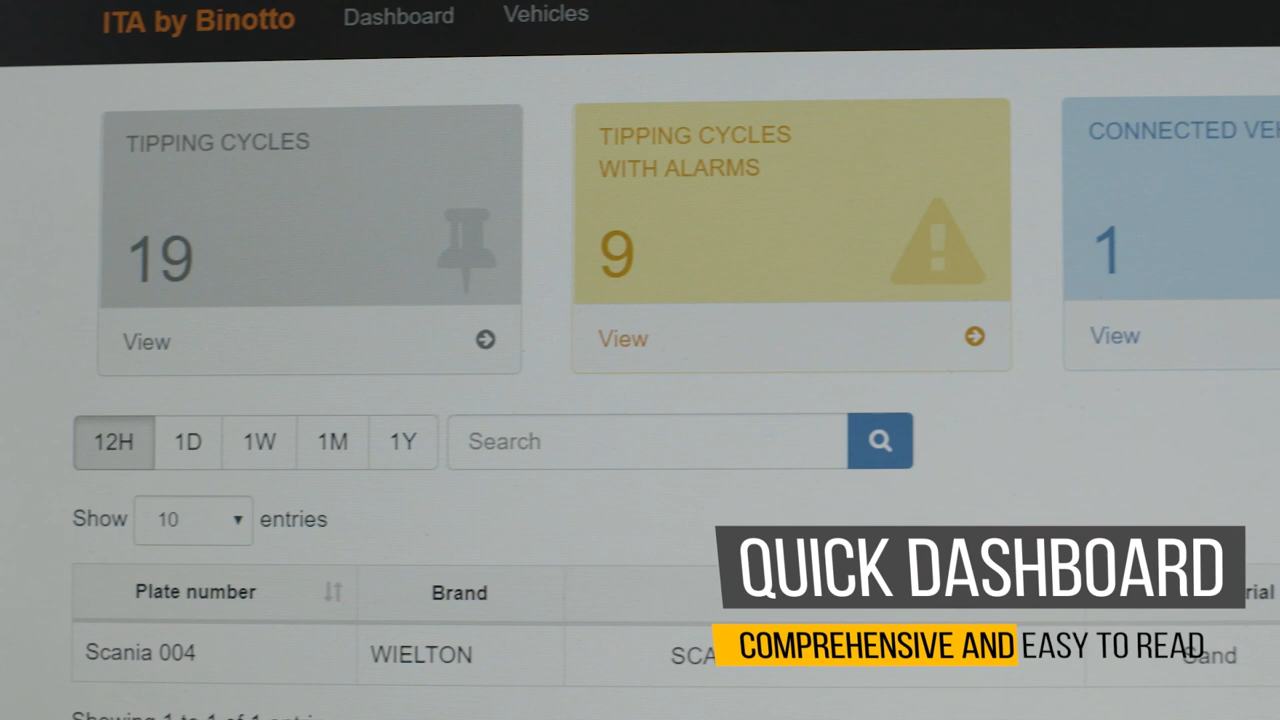 ITA by Binotto Dashboard Vehicles
TIPPING CYCLES
19
View
TIPPING CYCLES
WITH ALARMS
9
View
CONNECTED
1
View
12H 1D 1W 1M 1Y Search
Show 10 entries
Plate number Brand
Scania 004 WIELTON Sand
QUICK DASHBOARD
COMPREHENSIVE AND EASY TO READ